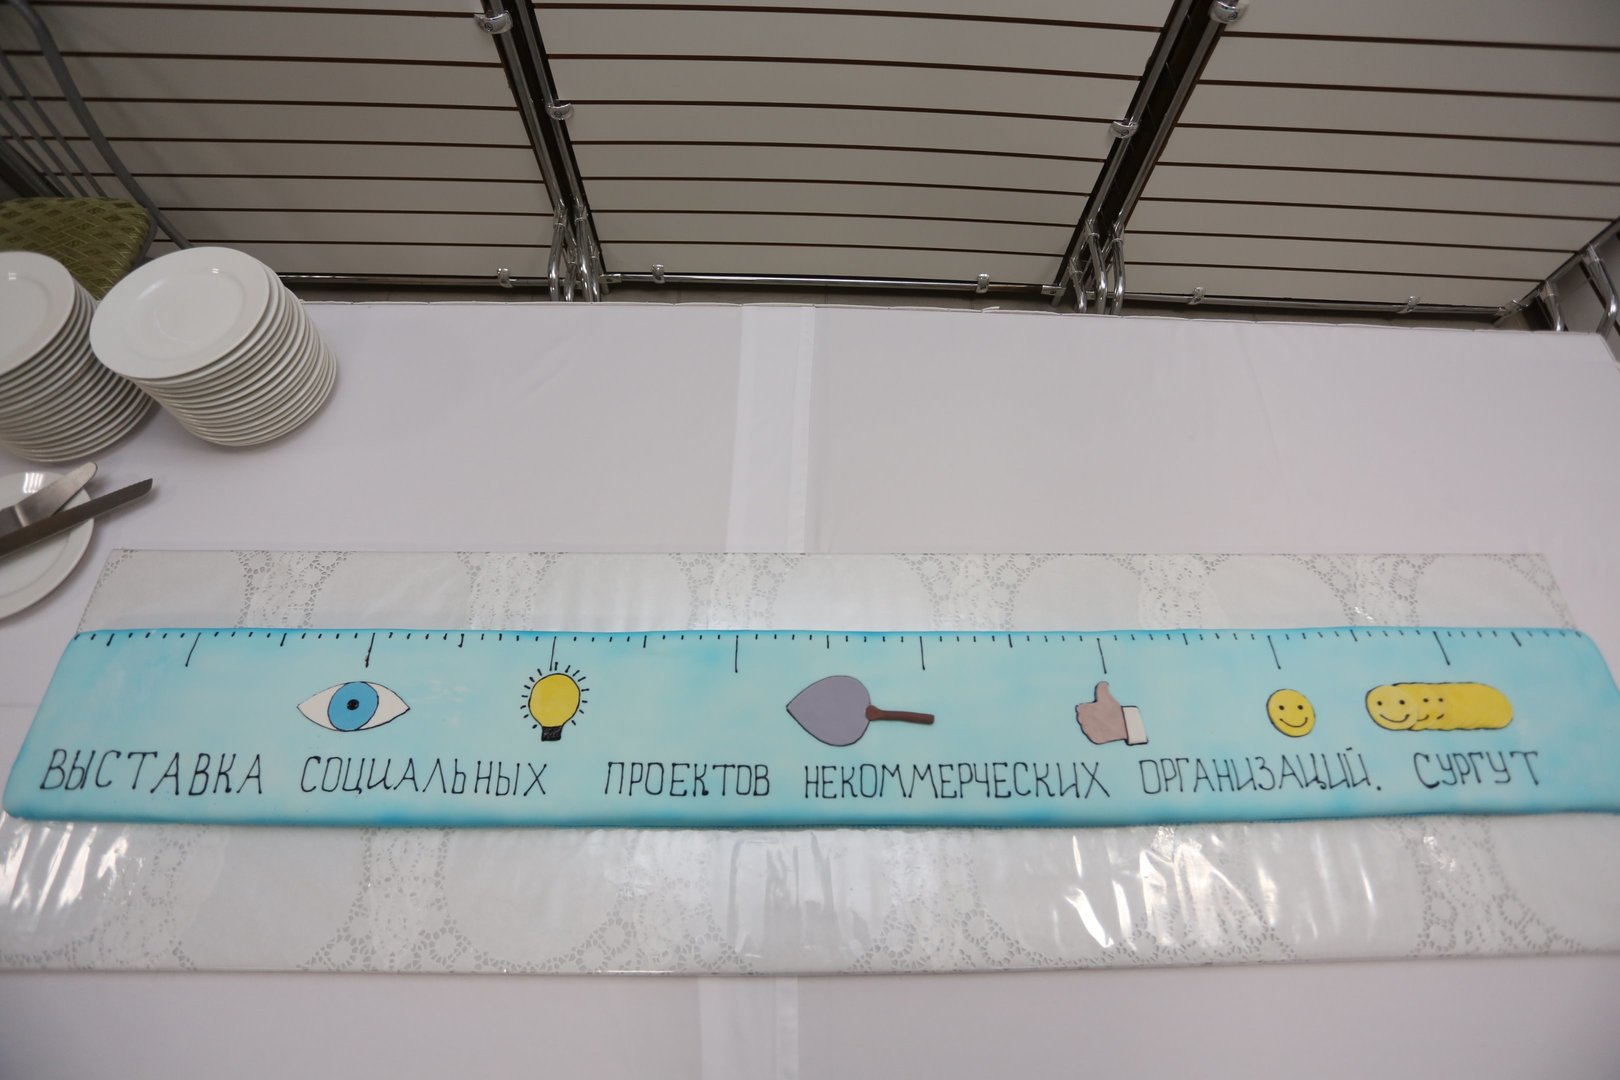 ВЫСТАВКА СОЦИАЛЬНЫХ ПРОЕКТОВ НЕКОММЕРЧЕСКИХ ОРГАНИЗАЦИЙ. СУРГУТ